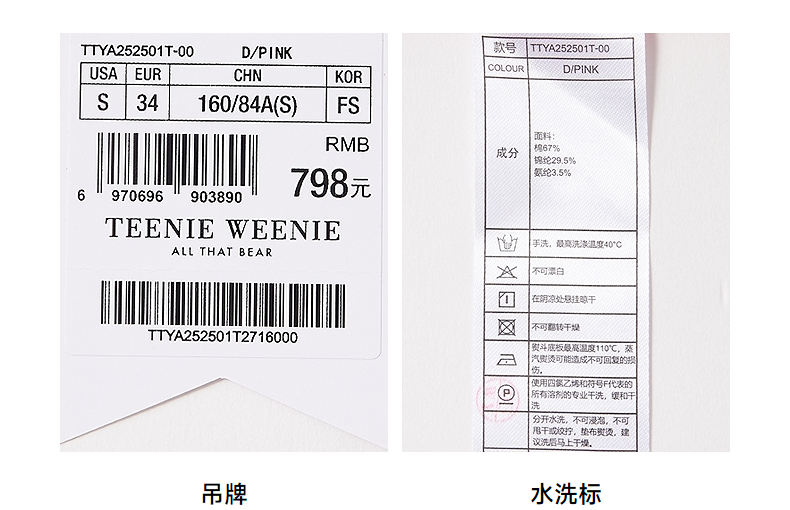 TTYA252501T-00 D/PINK
USA EUR CHN KOR
S 34 160/84A(S) FS
RMB
798元
6 970696 903890
TEENIE WEENIE
ALL THAT BEAR
TTYA252501T2716000
吊牌
款号 TTYA252501T-00
COLOUR D/PINK
成分
面料:
棉67%
锦纶29.5%
氨纶3.5%
手洗，最高洗涤温度40°C
不可漂白
在阴凉处悬挂晾干
不可翻转干燥
熨斗底板最高温度110℃，蒸
汽熨烫可能造成不可回复的损
伤。
P
使用四氯乙烯和符号F代表的
所有溶剂的专业干洗，缓和干
洗
分开水洗，不可浸泡，不可
甩干或绞拧，垫布熨烫，建
议洗后马上干燥。
水洗标